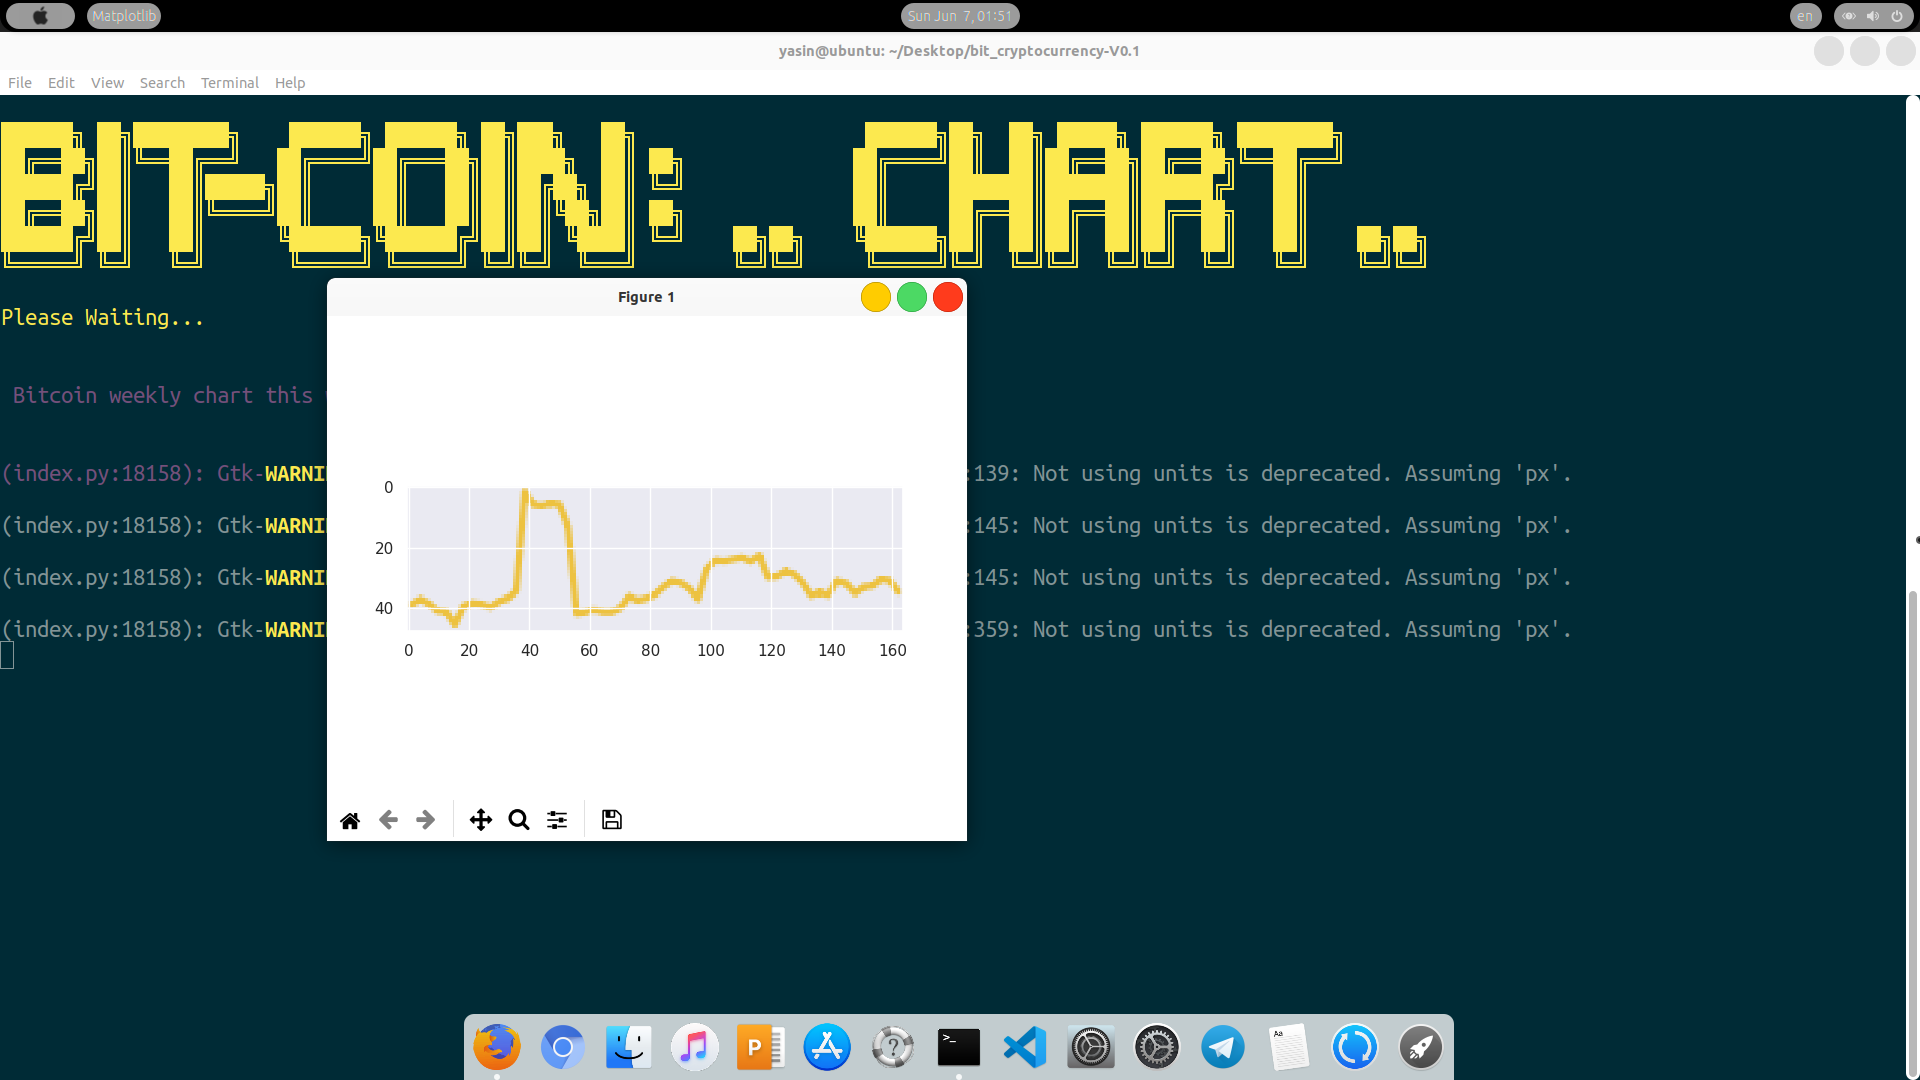 Matplotlib
Sun Jun 7, 01:51
en
yasin@ubuntu: ~/Desktop/bit_cryptocurrency-V0.1
File Edit View Search Terminal Help
BIT-COIN: .. CHART ..
Please Waiting...
Bitcoin weekly chart this
Figure 1
(index.py:18158): Gtk-WARNI :139: Not using units is deprecated. Assuming 'px'.
(index.py:18158): Gtk-WARNI :145: Not using units is deprecated. Assuming 'px'.
(index.py:18158): Gtk-WARNI :145: Not using units is deprecated. Assuming 'px'.
(index.py:18158): Gtk-WARNI :359: Not using units is deprecated. Assuming 'px'.
0
20
40
0 20 40 60 80 100 120 140 160
P
?
>_
Aa